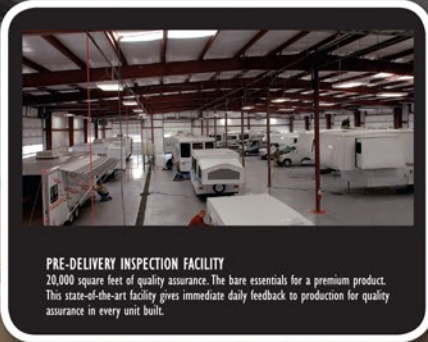 PRE-DELIVERY INSPECTION FACILITY
20,000 square feet of quality assurance. The bare essentials for a premium product.
This state-of-the-art facility gives immediate daily feedback to production for quality
assurance in every unit built.